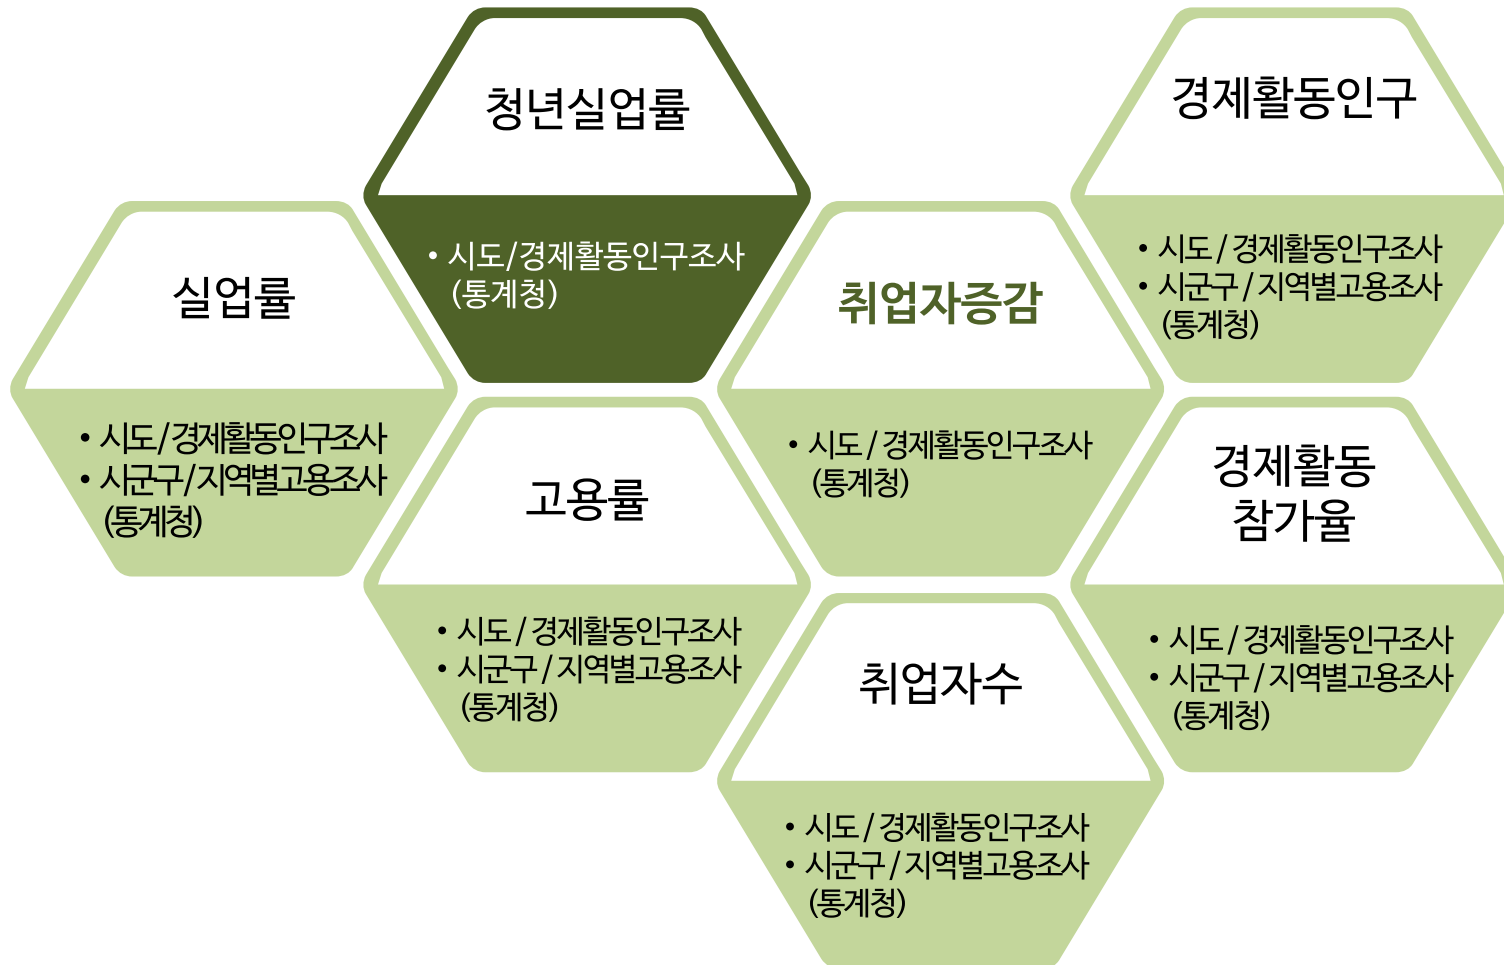 청년실업률
• 시도/경제활동인구조사
(통계청)
경제활동인구
• 시도 / 경제활동인구조사
• 시군구 / 지역별고용조사
(통계청)
실업률
• 시도/경제활동인구조사
• 시군구/지역별고용조사
(통계청)
취업자증감
• 시도 / 경제활동인구조사
(통계청)
고용률
• 시도 / 경제활동인구조사
• 시군구 / 지역별고용조사
(통계청)
경제활동
참가율
• 시도 / 경제활동인구조사
• 시군구 / 지역별고용조사
(통계청)
취업자수
• 시도 / 경제활동인구조사
• 시군구 / 지역별고용조사
(통계청)